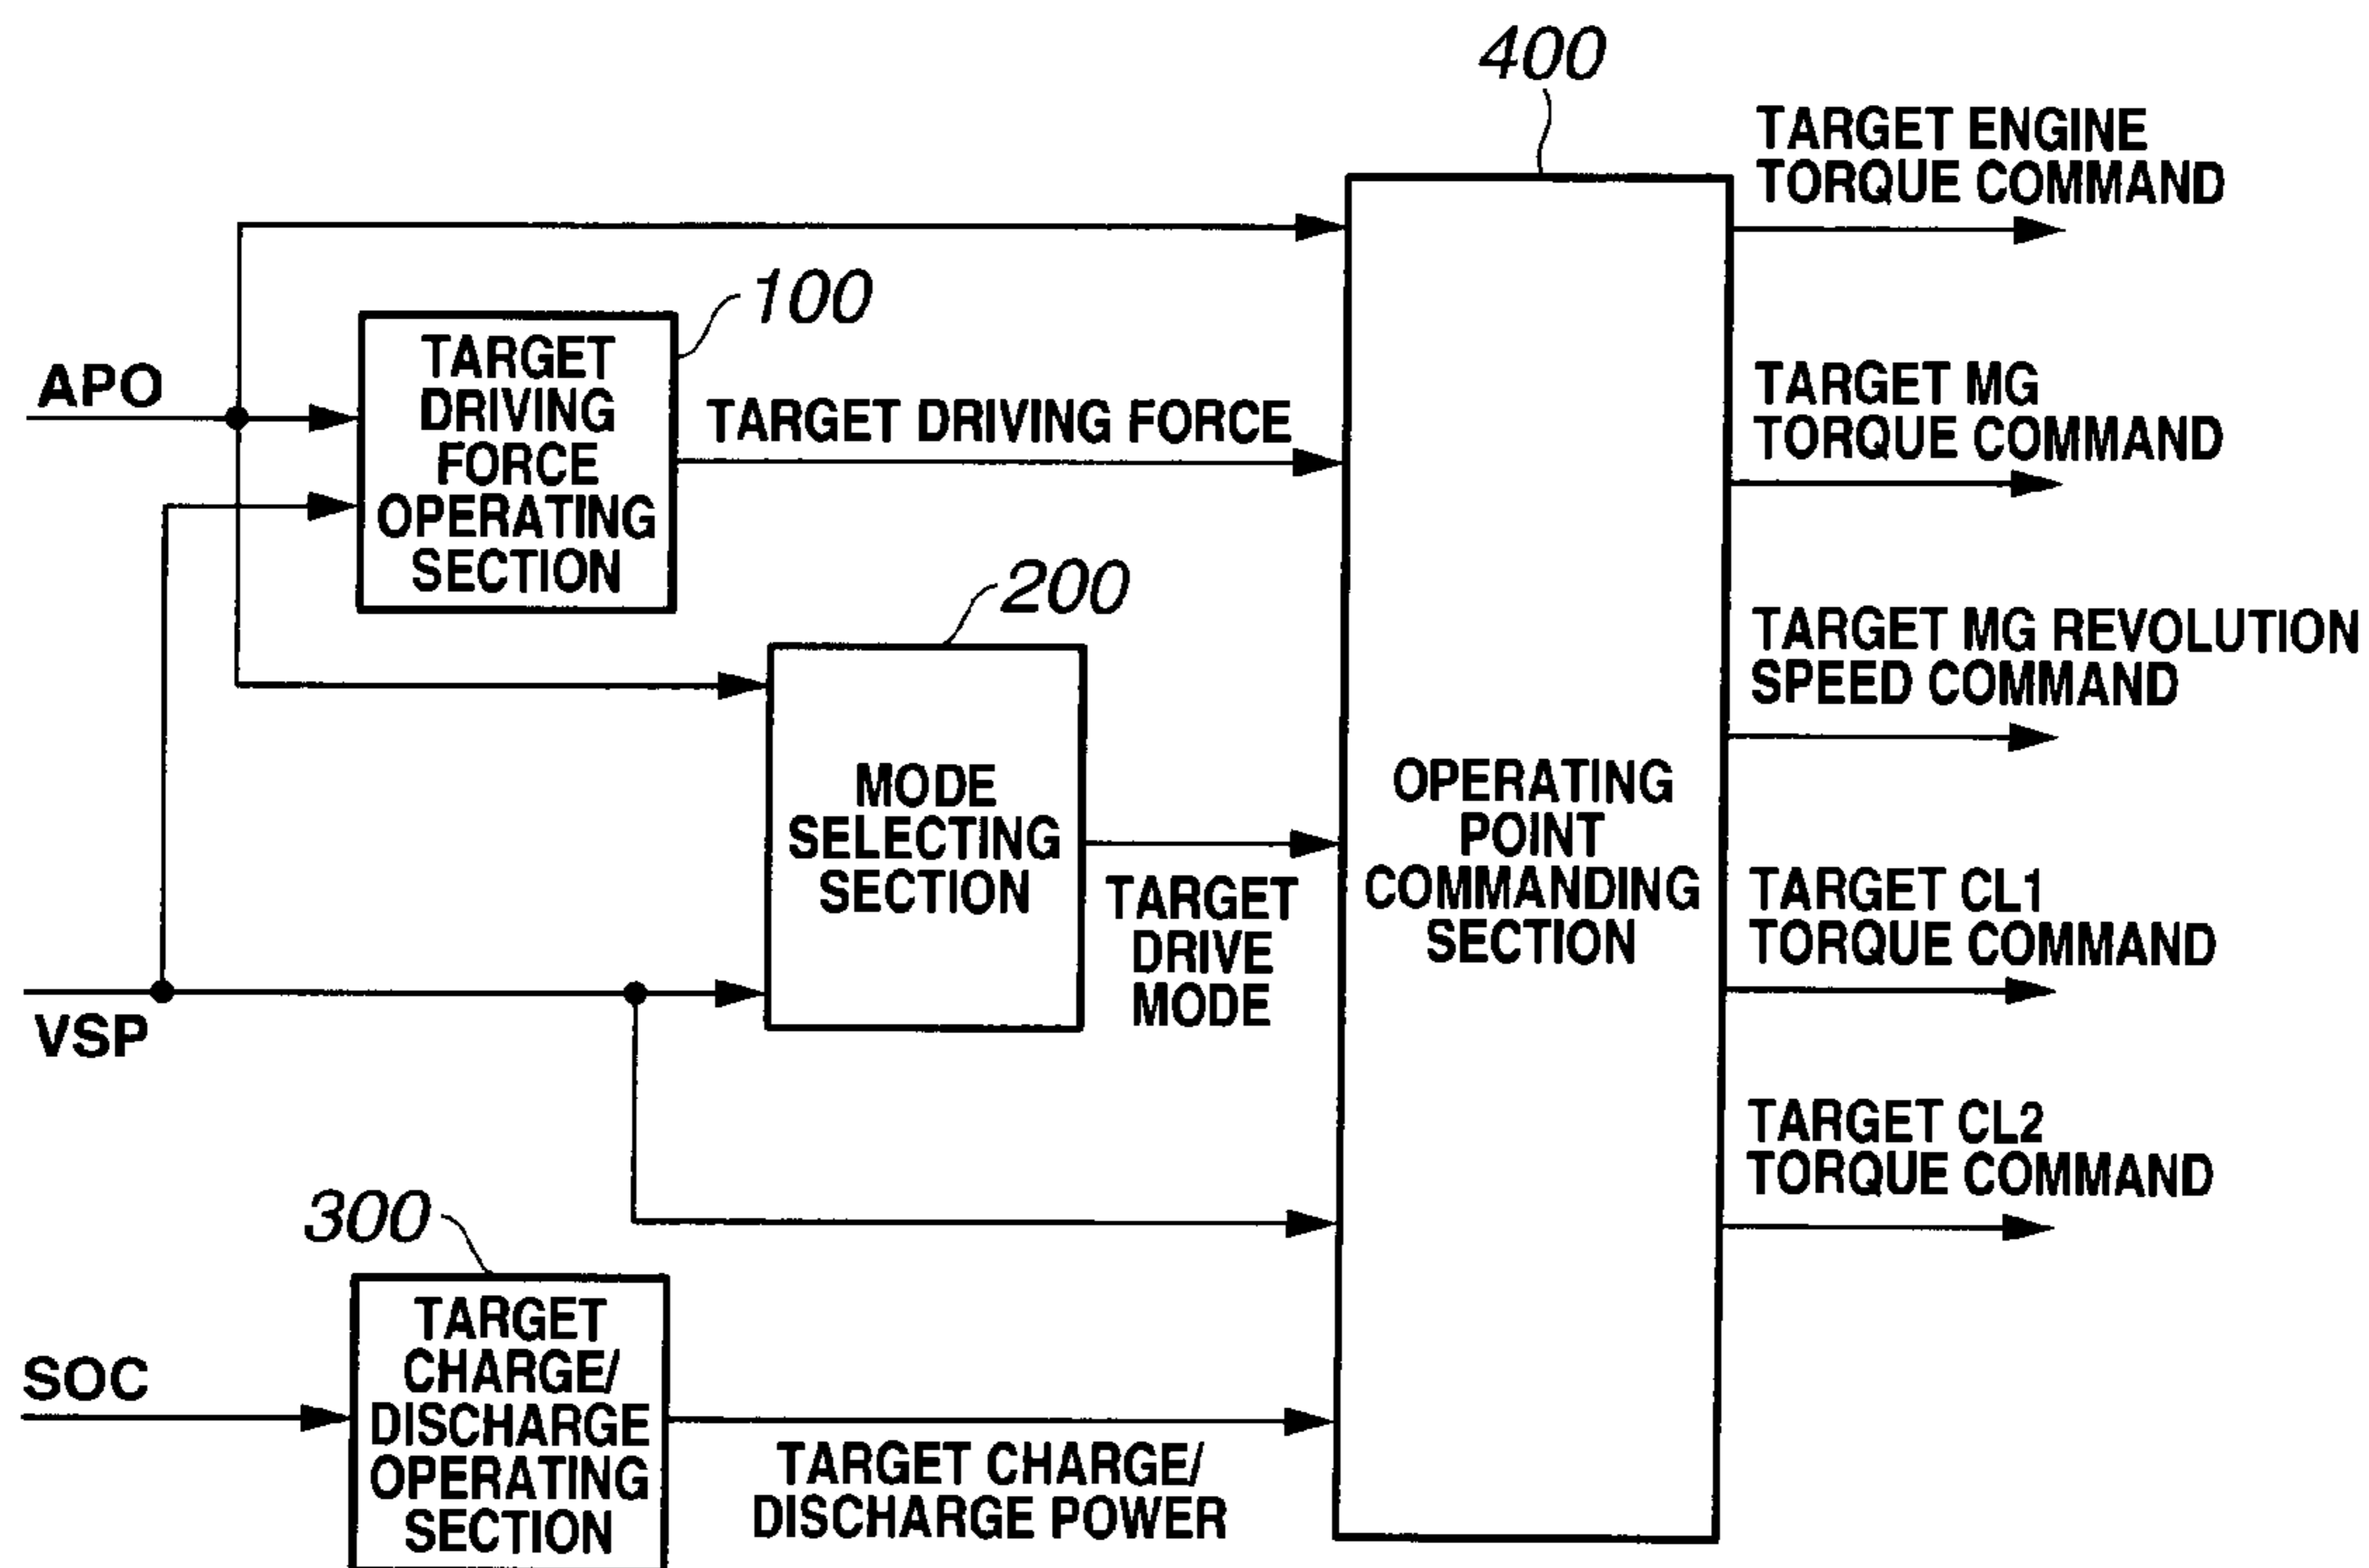 400
TARGET ENGINE
TORQUE COMMAND
100
TARGET
DRIVING
FORCE
OPERATING
SECTION
APO
TARGET DRIVING FORCE
TARGET MG
TORQUE COMMAND
200
MODE
SELECTING
SECTION
TARGET
DRIVE
MODE
OPERATING
POINT
COMMANDING
SECTION
TARGET MG REVOLUTION
SPEED COMMAND
TARGET CL1
TORQUE COMMAND
VSP
TARGET CL2
TORQUE COMMAND
300
SOC
TARGET
CHARGE/
DISCHARGE
OPERATING
SECTION
TARGET CHARGE/
DISCHARGE POWER